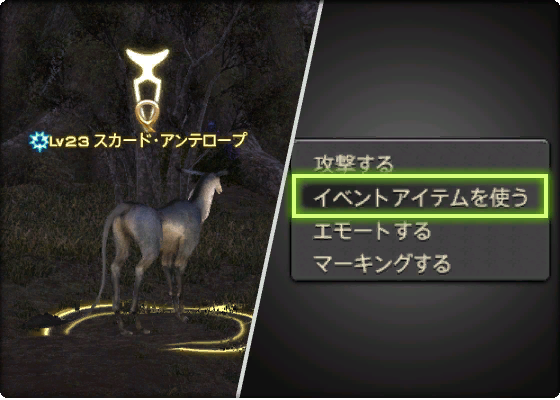 Lv23 スカード・アンテロープ
攻撃する
イベントアイテムを使う
エモートする
マーキングする